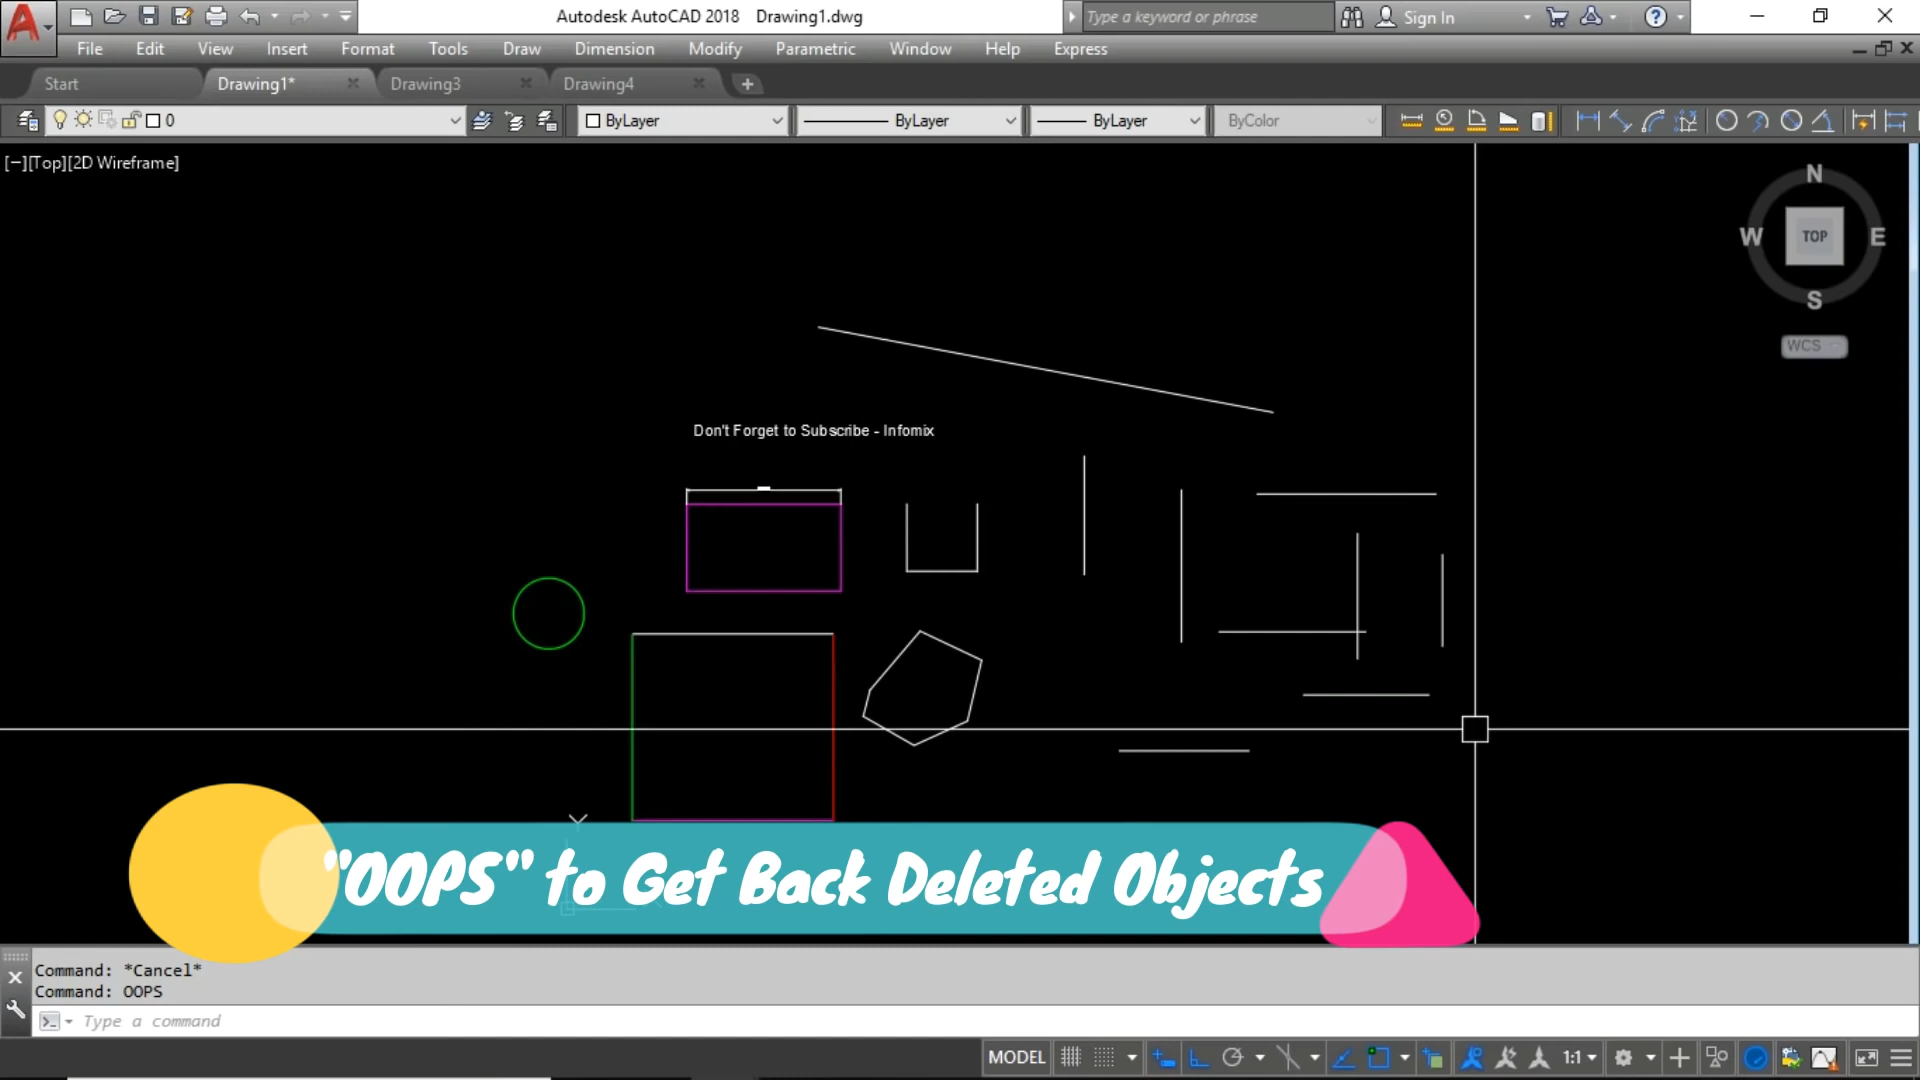 Autodesk AutoCAD 2018 Drawing1.dwg
Type a keyword or phrase
Sign In
File Edit View Insert Format Tools Draw Dimension Modify Parametric Window Help Express
Start Drawing1* Drawing3 Drawing4
0 ByLayer ByLayer ByLayer ByColor
[−][Top][2D Wireframe]
N
W TOP E
S
WCS
Don't Forget to Subscribe - Infomix
"OOPS" to Get Back Deleted Objects
Command: *Cancel*
Command: OOPS
Type a command
MODEL 1:1